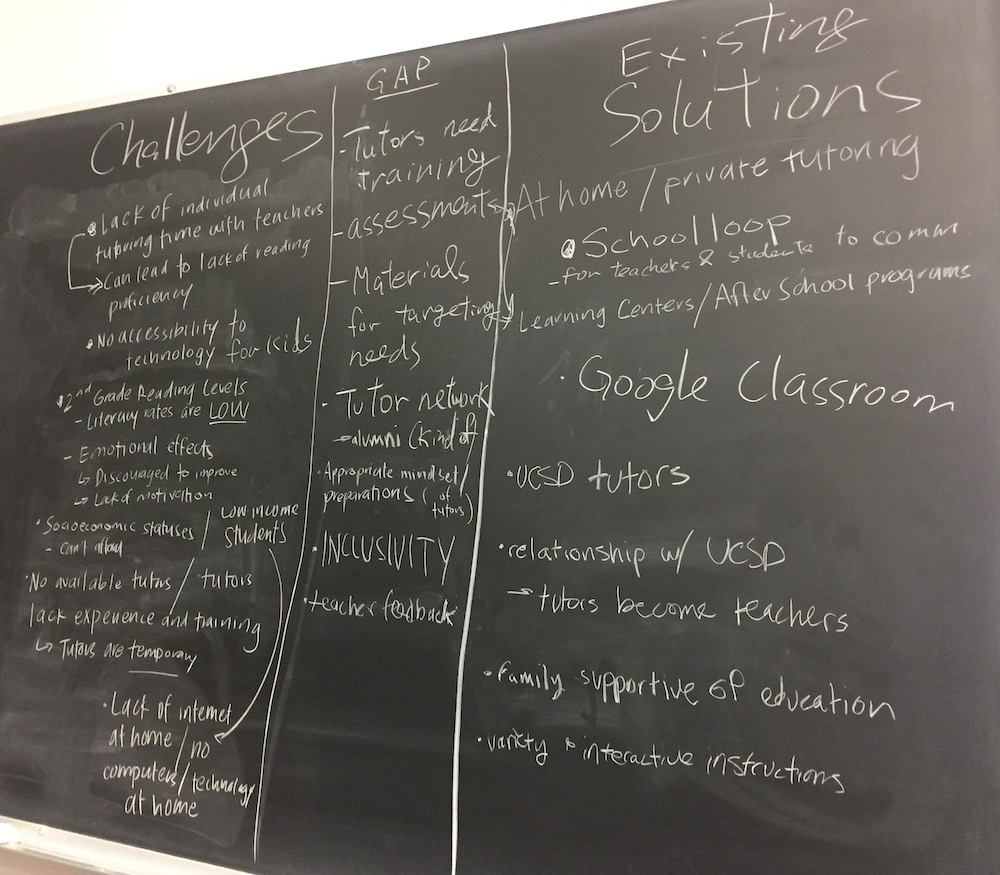 Challenges
• Lack of individual
tutoring time with teachers
→ Can lead to lack of reading
proficiency
• No accessibility to
technology for kids
• 2nd Grade Reading Levels
- Literacy rates are LOW
- Emotional effects
↳ Discouraged to improve
↳ Lack of motivation
• Socioeconomic statuses / Low income
students
- can't afford
• No available tutors / tutors
lack experience and training
↳ Tutors are temporary
• Lack of internet
at home / no
computers / technology
at home
GAP
- Tutors need
training
- assessments
- Materials
for targeting
needs
- Tutor network
→ alumni (kind of
• Appropriate mindset/
preparations (of
tutors)
• INCLUSIVITY
• teacher feedback
Existing
Solutions
At home / private tutoring
• School loop
- for teachers & students to comm.
Learning Centers / After School programs
• Google Classroom
• UCSD tutors
• relationship w/ UCSD
→ tutors become teachers
• family supportive of education
• variety interactive instructions